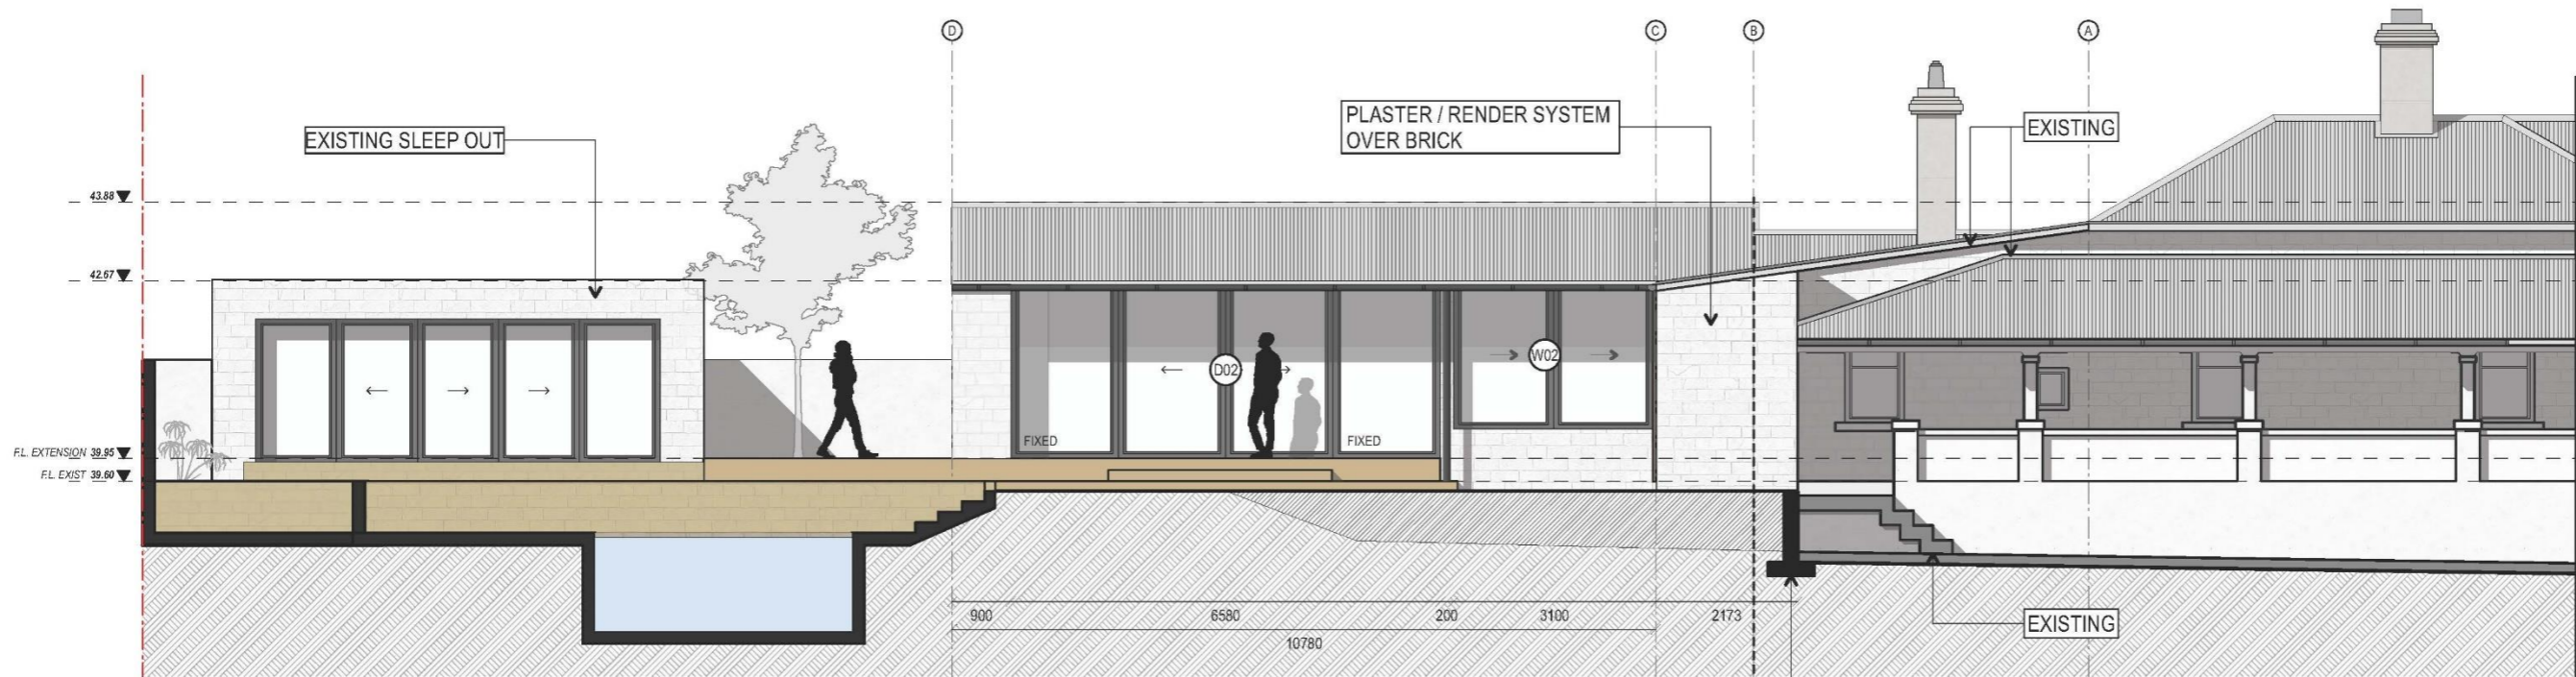 D
C
B
A
PLASTER / RENDER SYSTEM
OVER BRICK
EXISTING
EXISTING SLEEP OUT
43.88
42.67
D02
W02
FIXED
FIXED
F.L. EXTENSION 39.95
F.L. EXIST 39.60
900
6580
200
3100
2173
10780
EXISTING